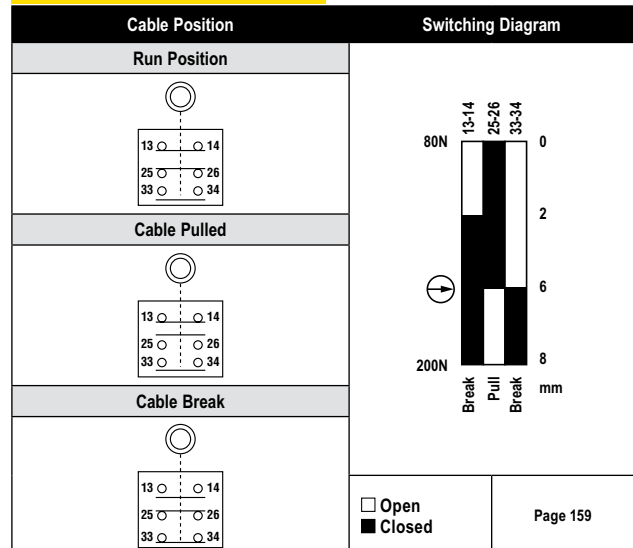 Cable Position
Switching Diagram
Run Position
13 14
25 26
33 34
Cable Pulled
13 14
25 26
33 34
Cable Break
13 14
25 26
33 34
13-14 25-26 33-34
80N 0
2
6
200N 8
Break Pull Break mm
Open
Closed
Page 159